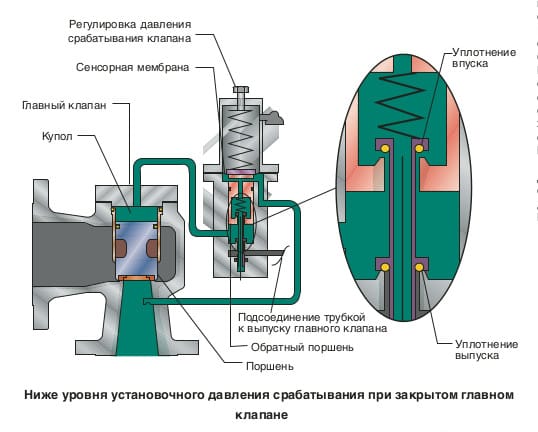 Регулировка давления
срабатывания клапана
Сенсорная мембрана
Главный клапан
Купол
Уплотнение
впуска
Подсоединение трубкой
к выпуску главного клапана
Обратный поршень
Поршень
Уплотнение
выпуска
Ниже уровня установочного давления срабатывания при закрытом главном
клапане